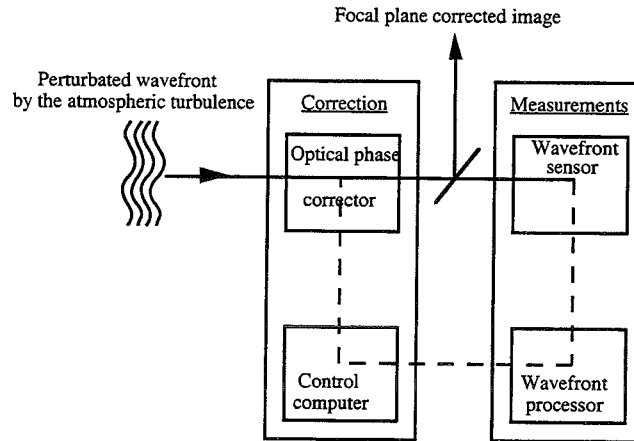 Focal plane corrected image
Perturbated wavefront
by the atmospheric turbulence
Correction
Optical phase
corrector
Control
computer
Measurements
Wavefront
sensor
Wavefront
processor